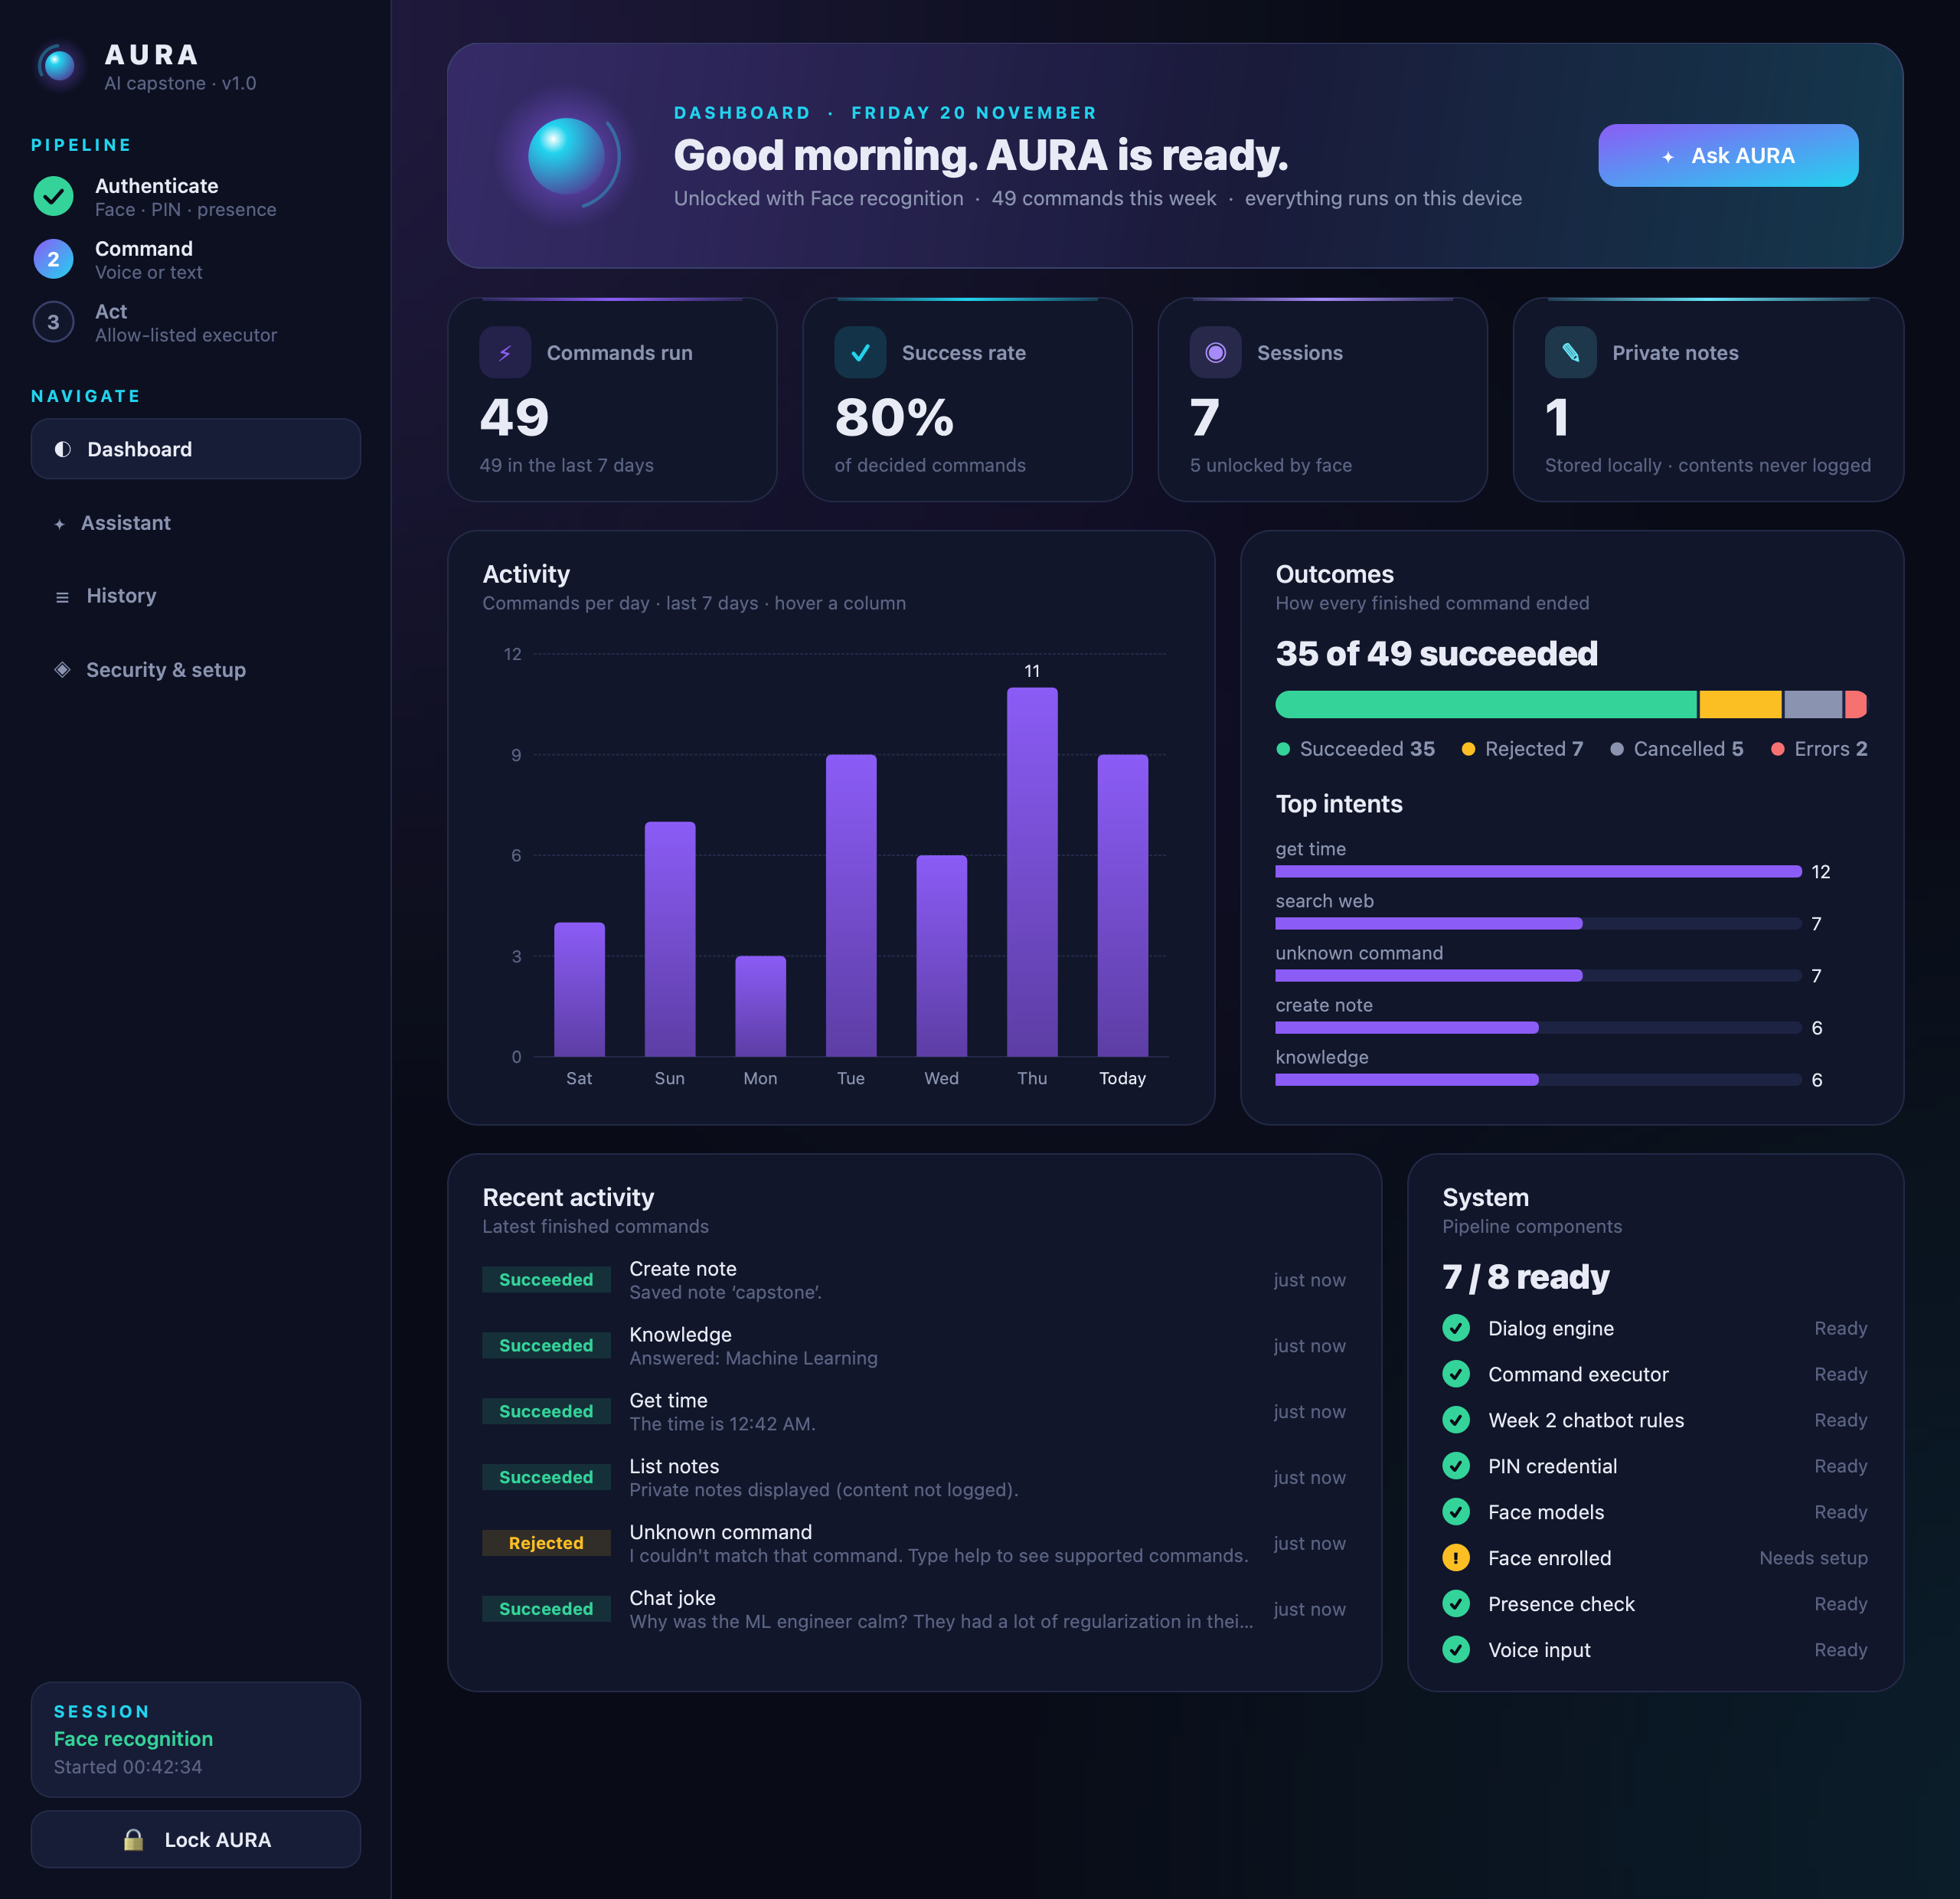 AURA
AI capstone · v1.0
PIPELINE
Authenticate
Face · PIN · presence
2
Command
Voice or text
3
Act
Allow-listed executor
NAVIGATE
Dashboard
Assistant
History
Security & setup
SESSION
Face recognition
Started 00:42:34
Lock AURA
DASHBOARD · FRIDAY 20 NOVEMBER
Good morning. AURA is ready.
Unlocked with Face recognition · 49 commands this week · everything runs on this device
Ask AURA
Commands run
49
49 in the last 7 days
Success rate
80%
of decided commands
Sessions
7
5 unlocked by face
Private notes
1
Stored locally · contents never logged
Activity
Commands per day · last 7 days · hover a column
12
11
9
6
3
0
Sat Sun Mon Tue Wed Thu Today
Outcomes
How every finished command ended
35 of 49 succeeded
Succeeded 35 Rejected 7 Cancelled 5 Errors 2
Top intents
get time
12
search web
7
unknown command
7
create note
6
knowledge
6
Recent activity
Latest finished commands
Succeeded
Create note
Saved note ‘capstone’.
just now
Succeeded
Knowledge
Answered: Machine Learning
just now
Succeeded
Get time
The time is 12:42 AM.
just now
Succeeded
List notes
Private notes displayed (content not logged).
just now
Rejected
Unknown command
I couldn't match that command. Type help to see supported commands.
just now
Succeeded
Chat joke
Why was the ML engineer calm? They had a lot of regularization in thei...
just now
System
Pipeline components
7 / 8 ready
Dialog engine Ready
Command executor Ready
Week 2 chatbot rules Ready
PIN credential Ready
Face models Ready
Face enrolled Needs setup
Presence check Ready
Voice input Ready